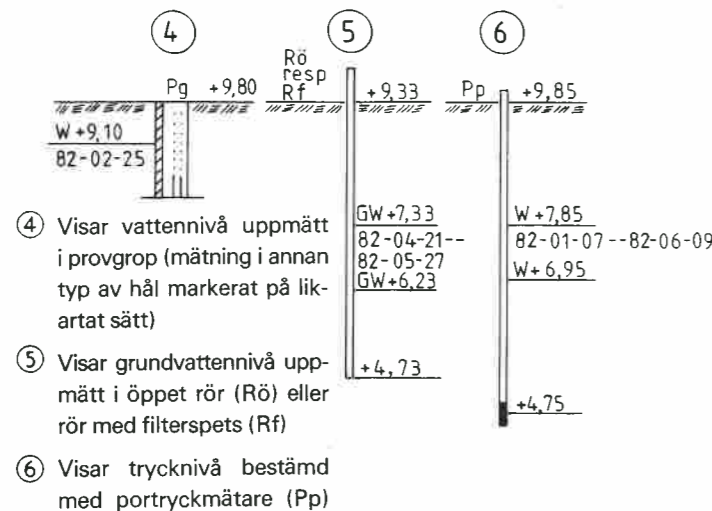 4
5
6
Pg +9,80
W +9,10
82-02-25
Rö
resp
Rf
+9,33
GW+7,33
82-04-21--
82-05-27
GW+6,23
+4,73
Pp
+9,85
W+7,85
82-01-07--82-06-09
W+6,95
+4,75
4 Visar vattennivå uppmätt
i provgrop (mätning i annan
typ av hål markerat på lik-
artat sätt)
5 Visar grundvattennivå upp-
mätt i öppet rör (Rö) eller
rör med filterspets (Rf)
6 Visar trycknivå bestämd
med portryckmätare (Pp)